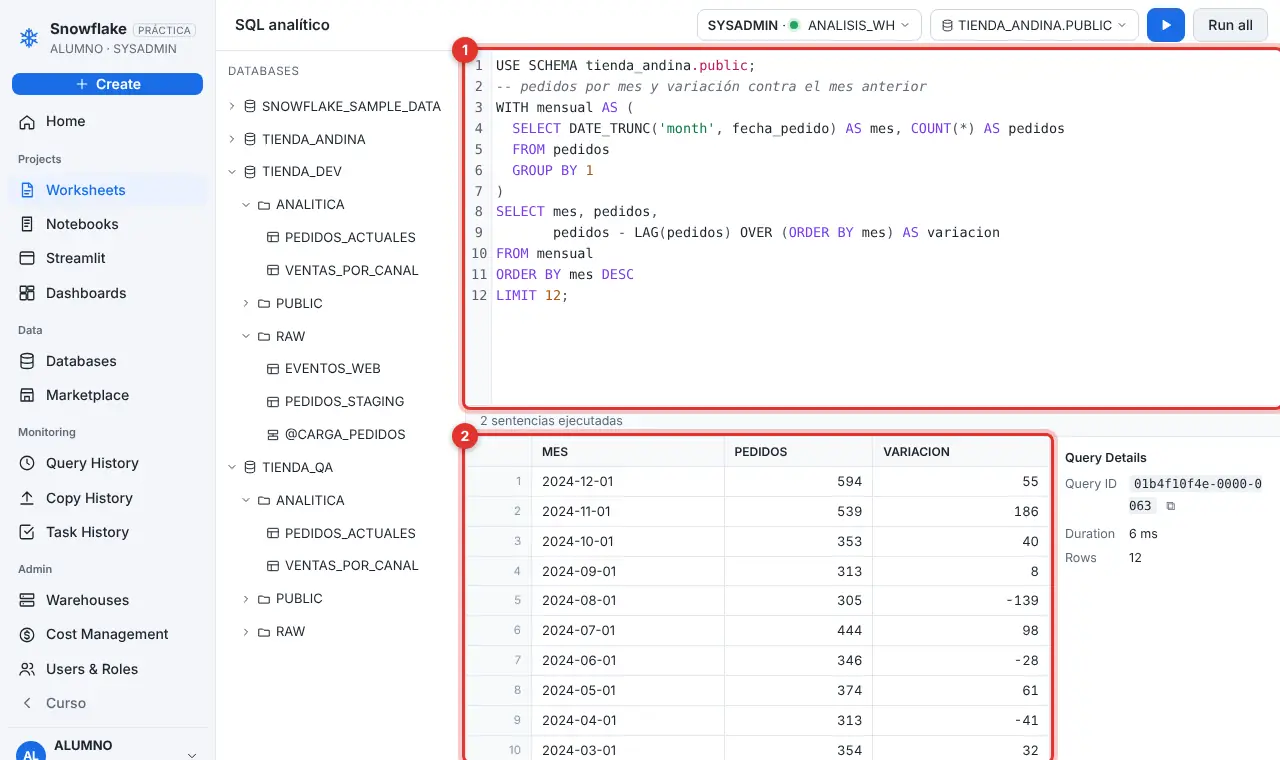 Snowflake PRÁCTICA
ALUMNO · SYSADMIN
+ Create
Home
Projects
Worksheets
Notebooks
Streamlit
Dashboards
Data
Databases
Marketplace
Monitoring
Query History
Copy History
Task History
Admin
Warehouses
Cost Management
Users & Roles
Curso
AL ALUMNO
SQL analítico
SYSADMIN · ANALISIS_WH
TIENDA_ANDINA.PUBLIC
Run all
DATABASES
SNOWFLAKE_SAMPLE_DATA
TIENDA_ANDINA
TIENDA_DEV
ANALITICA
PEDIDOS_ACTUALES
VENTAS_POR_CANAL
PUBLIC
RAW
EVENTOS_WEB
PEDIDOS_STAGING
@CARGA_PEDIDOS
TIENDA_QA
ANALITICA
PEDIDOS_ACTUALES
VENTAS_POR_CANAL
PUBLIC
RAW
1
1 USE SCHEMA tienda_andina.public;
2 -- pedidos por mes y variación contra el mes anterior
3 WITH mensual AS (
4 SELECT DATE_TRUNC('month', fecha_pedido) AS mes, COUNT(*) AS pedidos
5 FROM pedidos
6 GROUP BY 1
7 )
8 SELECT mes, pedidos,
9 pedidos - LAG(pedidos) OVER (ORDER BY mes) AS variacion
10 FROM mensual
11 ORDER BY mes DESC
12 LIMIT 12;
2 sentencias ejecutadas
2
MES PEDIDOS VARIACION
1 2024-12-01 594 55
2 2024-11-01 539 186
3 2024-10-01 353 40
4 2024-09-01 313 8
5 2024-08-01 305 -139
6 2024-07-01 444 98
7 2024-06-01 346 -28
8 2024-05-01 374 61
9 2024-04-01 313 -41
10 2024-03-01 354 32
Query Details
Query ID 01b4f10f4e-0000-0
063
Duration 6 ms
Rows 12